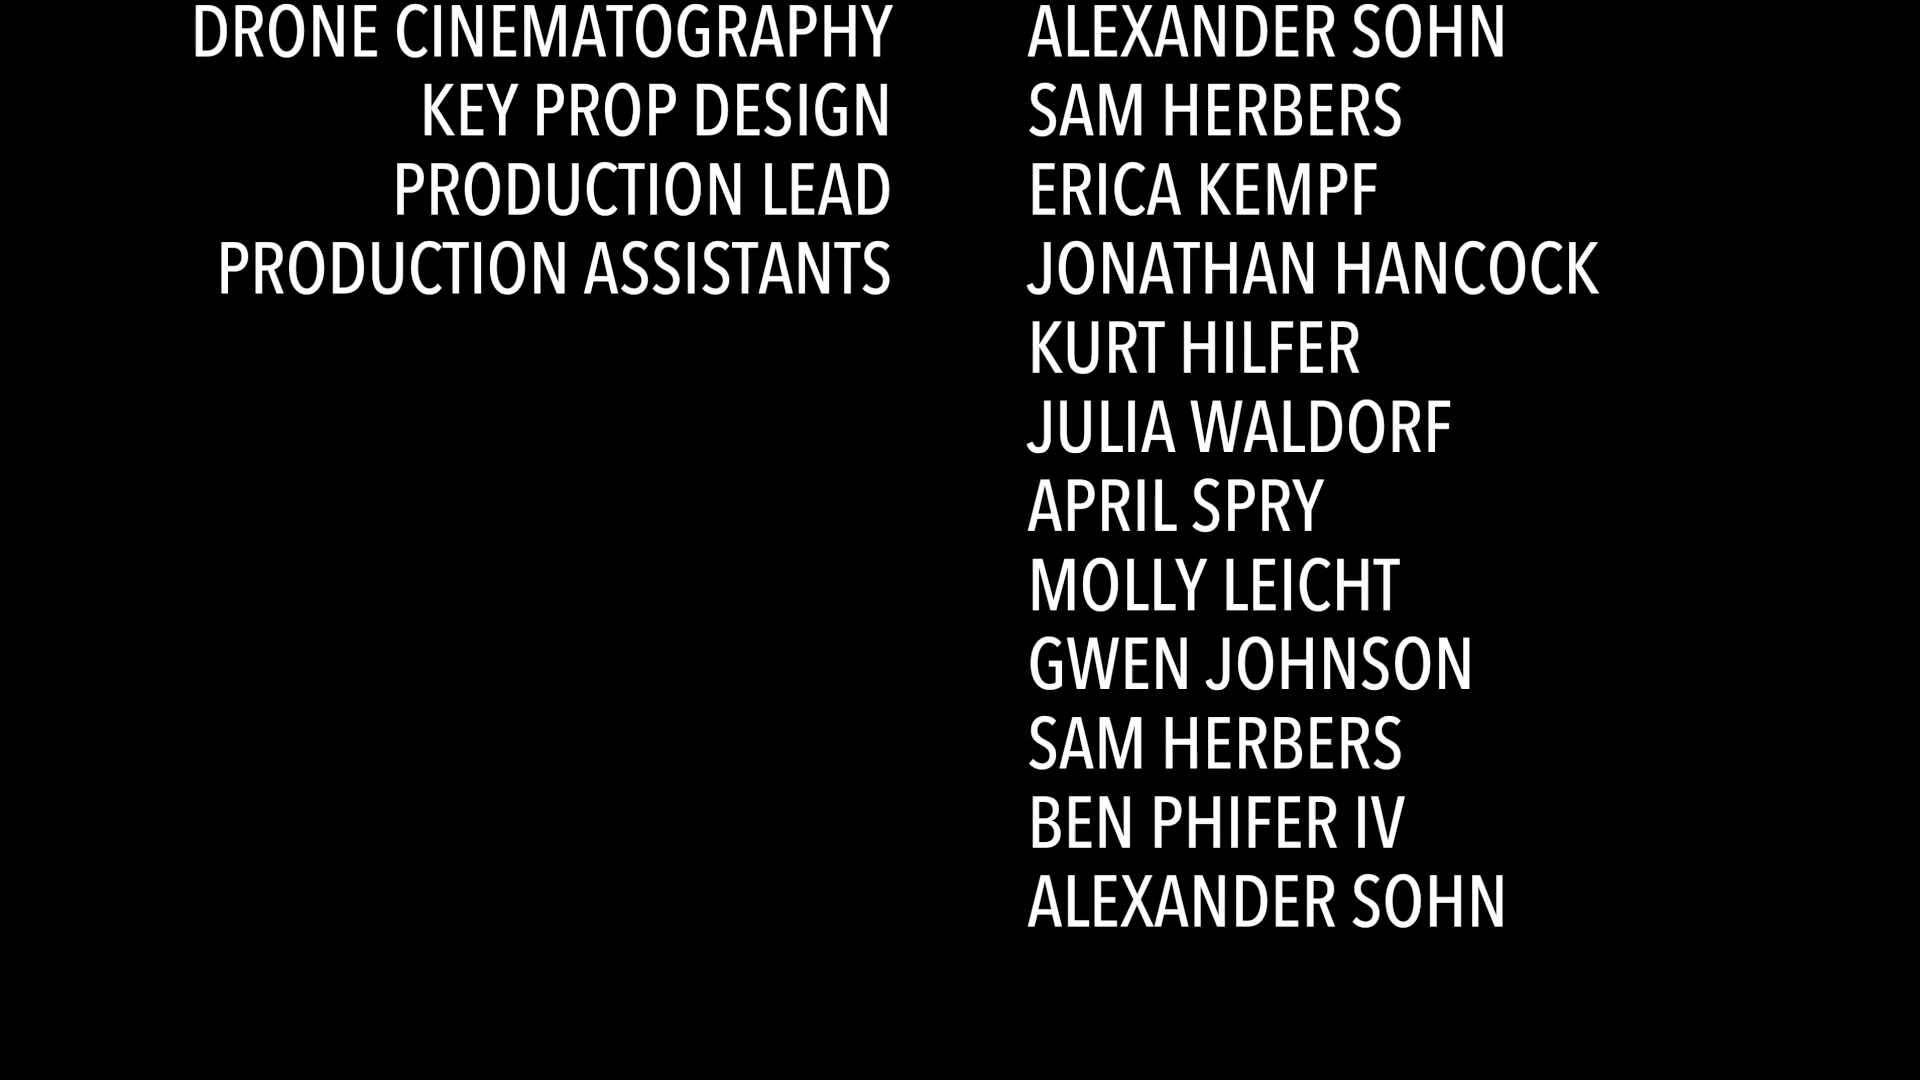 DRONE CINEMATOGRAPHY ALEXANDER SOHN
KEY PROP DESIGN SAM HERBERS
PRODUCTION LEAD ERICA KEMPF
PRODUCTION ASSISTANTS JONATHAN HANCOCK
KURT HILFER
JULIA WALDORF
APRIL SPRY
MOLLY LEICHT
GWEN JOHNSON
SAM HERBERS
BEN PHIFER IV
ALEXANDER SOHN